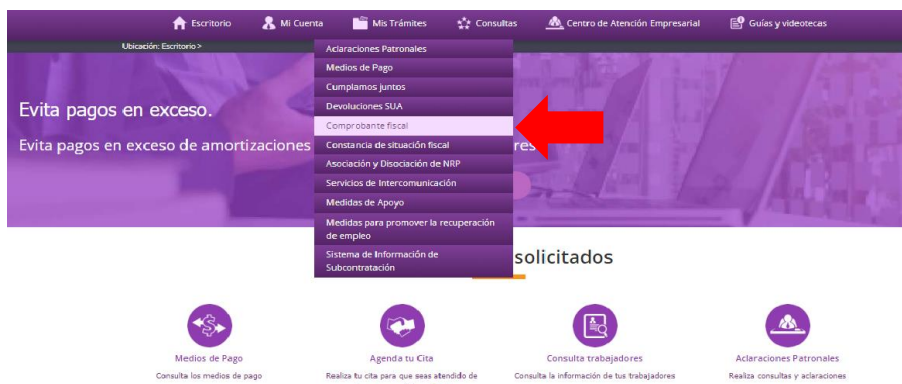 Escritorio Mi Cuenta Mis Trámites Consultas Centro de Atención Empresarial Guías y videotecas
Ubicación: Escritorio >
Aclaraciones Patronales
Medios de Pago
Cumplamos juntos
Devoluciones SUA
Comprobante fiscal
Constancia de situación fiscal
Asociación y Disociación de NRP
Servicios de Intercomunicación
Medidas de Apoyo
Medidas para promover la recuperación
de empleo
Sistema de Información de
Subcontratación
Evita pagos en exceso.
Evita pagos en exceso de amortizaciones
res
solicitados
Medios de Pago
Consulta los medios de pago
Agenda tu Cita
Realiza tu cita para que seas atendido de
Consulta trabajadores
Consulta la información de tus trabajadores
Aclaraciones Patronales
Realiza consultas y aclaraciones